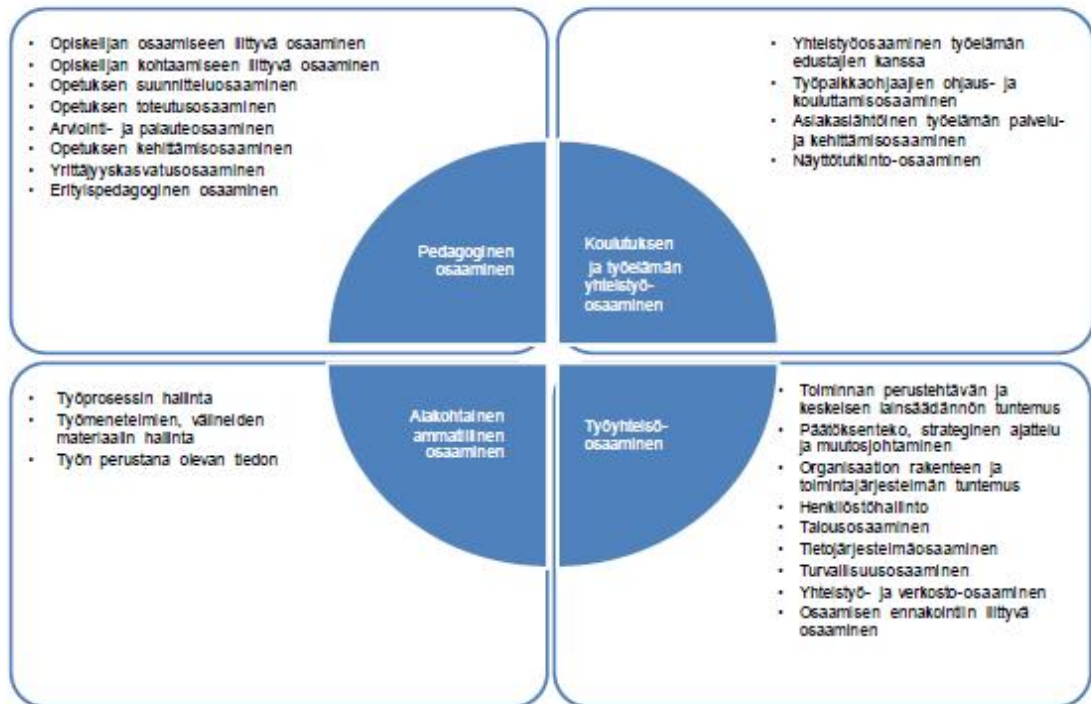 • Opiskelijan osaamiseen liittyvä osaaminen
• Opiskelijan kohtaamiseen liittyvä osaaminen
• Opetuksen suunnitteluosaaminen
• Opetuksen toteutusosaaminen
• Arviointi- ja palauteosaaminen
• Opetuksen kehittämisosaaminen
• Yrittäjyyskasvatusosaaminen
• Erityispedagoginen osaaminen
• Yhteistyöosaaminen työelämän
edustajien kanssa
• Työpaikkaohjaajien ohjaus- ja
kouluttamisosaaminen
• Asiakaslähtöinen työelämän palvelu-
ja kehittämisosaaminen
• Näyttötutkinto-osaaminen
Pedagoginen
osaaminen
Koulutuksen
ja työelämän
yhteistyö-
osaaminen
• Työprosessin hallinta
• Työmenetelmien, välineiden
materiaalin hallinta
• Työn perustana olevan tiedon
Alakohtainen
ammatillinen
osaaminen
Työyhteisö-
osaaminen
• Toiminnan perustehtävän ja
keskeisen lainsäädännön tuntemus
• Päätöksenteko, strateginen ajattelu
ja muutosjohtaminen
• Organisaation rakenteen ja
toimintajärjestelmän tuntemus
• Henkilöstöhallinto
• Talousosaaminen
• Tietojärjestelmäosaaminen
• Turvallisuusosaaminen
• Yhteistyö- ja verkosto-osaaminen
• Osaamisen ennakointiin liittyvä
osaaminen